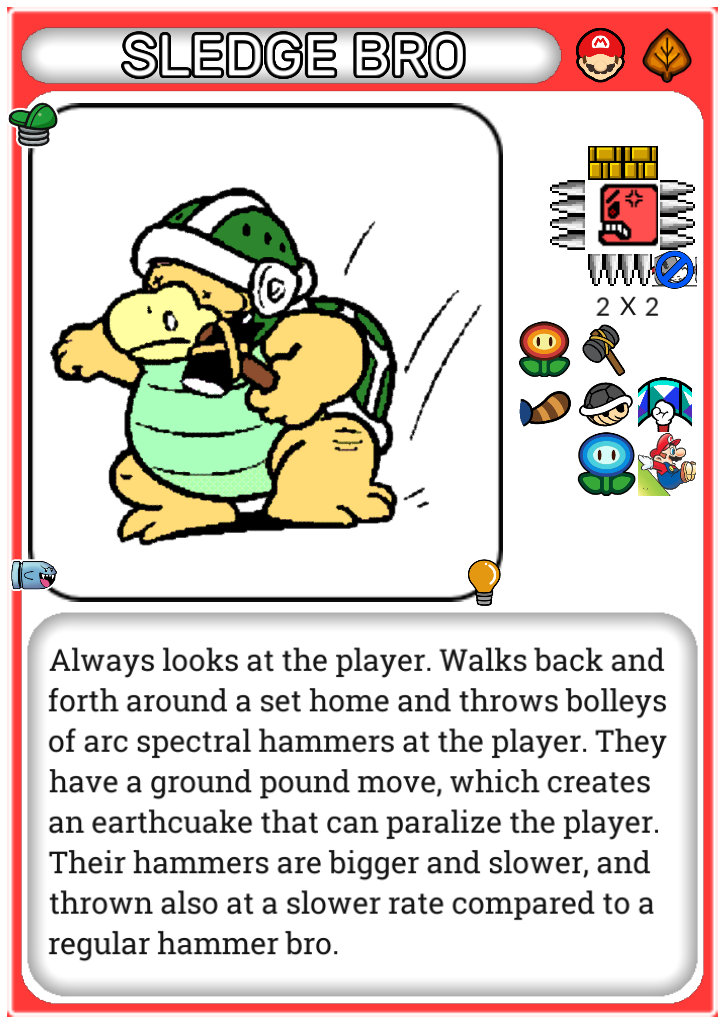 SLEDGE BRO
2 X 2
Always looks at the player. Walks back and
forth around a set home and throws bolleys
of arc spectral hammers at the player. They
have a ground pound move, which creates
an earthcuake that can paralize the player.
Their hammers are bigger and slower, and
thrown also at a slower rate compared to a
regular hammer bro.